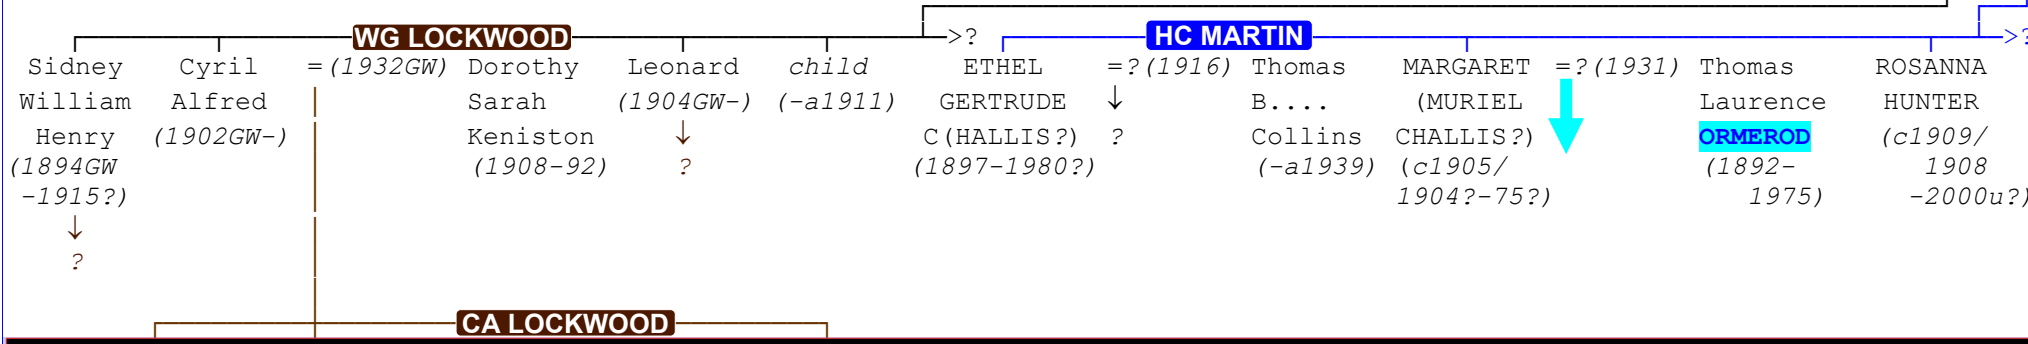 WG LOCKWOOD >? HC MARTIN >?
Sidney Cyril =(1932GW) Dorothy Leonard child ETHEL =?(1916) Thomas MARGARET =?(1931) Thomas ROSANNA
William Alfred Sarah (1904GW-) (-a1911) GERTRUDE ↓ B.... (MURIEL Laurence HUNTER
Henry (1902GW-) Keniston ↓ C(HALLIS?) ? Collins CHALLIS?) ORMEROD (c1909/
(1894GW (1908-92) ? (1897-1980?) (-a1939) (c1905/ (1892- 1908
-1915?) 1904?-75?) 1975) -2000u?)
↓
?
CA LOCKWOOD